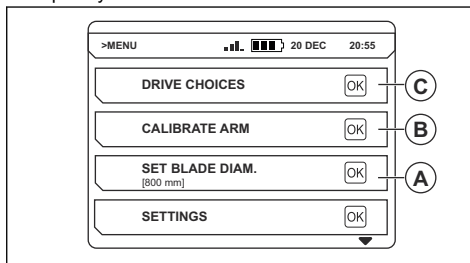 >MENU 20 DEC 20:55
DRIVE CHOICES OK C
CALIBRATE ARM OK B
SET BLADE DIAM. OK A
[800 mm]
SETTINGS OK